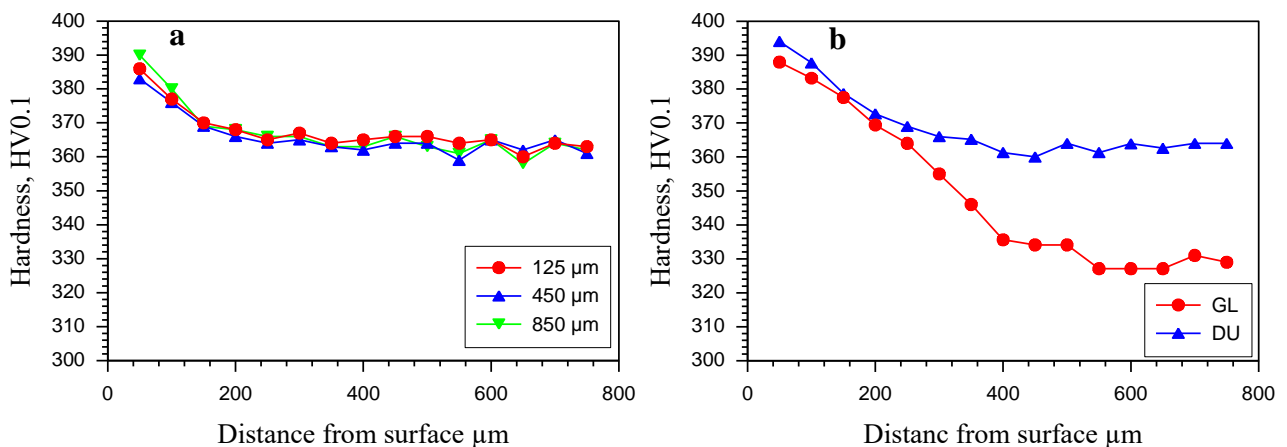 a
Hardness, HV0.1
400
390
380
370
360
350
340
330
320
310
300
0 200 400 600 800
Distance from surface µm
125 µm
450 µm
850 µm
b
Hardness, HV0.1
400
390
380
370
360
350
340
330
320
310
300
0 200 400 600 800
Distanc from surface µm
GL
DU